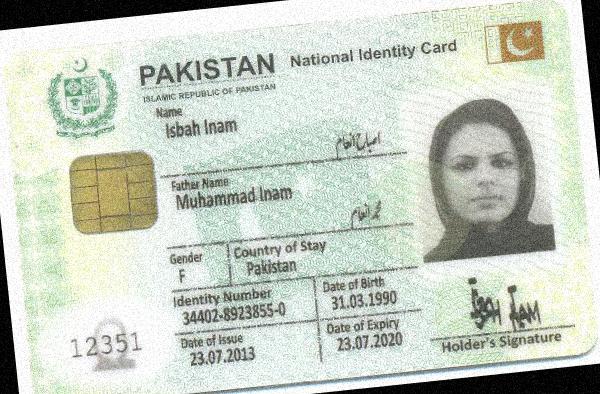 PAKISTAN National Identity Card
ISLAMIC REPUBLIC OF PAKISTAN
Name
Isbah Inam
اصباح انعام
Father Name
Muhammad Inam
محمد انعام
Gender
F
Country of Stay
Pakistan
Identity Number
34402-8923855-0
Date of Birth
31.03.1990
Date of Issue
23.07.2013
Date of Expiry
23.07.2020
12351
Holder's Signature